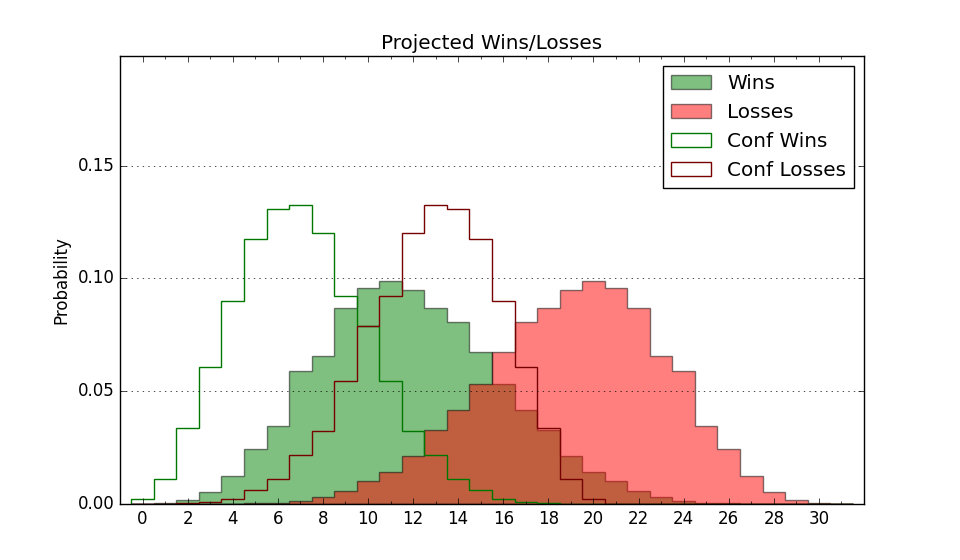 Projected Wins/Losses
Wins
Losses
Conf Wins
Conf Losses
Probability
0.15
0.10
0.05
0.00
0 2 4 6 8 10 12 14 16 18 20 22 24 26 28 30